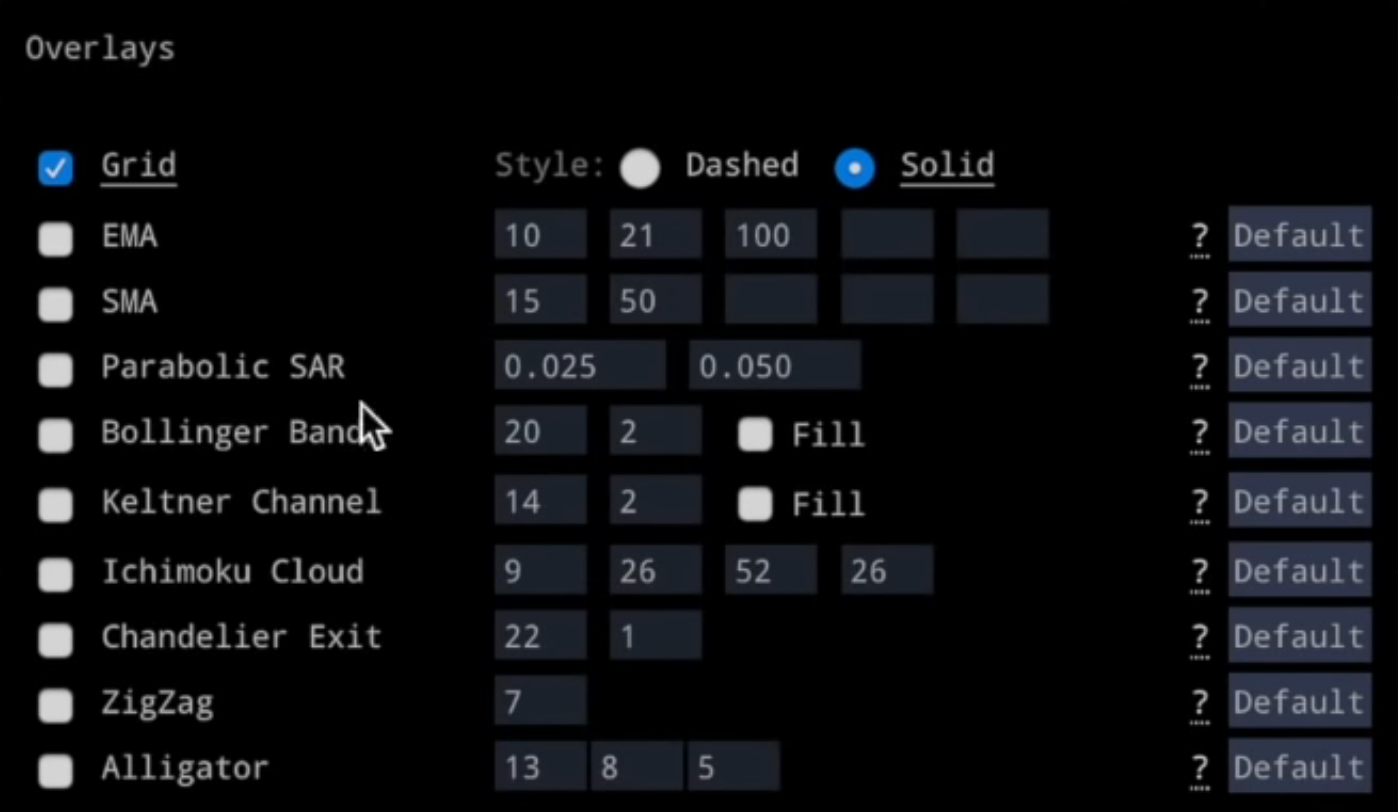 Overlays
Grid Style: Dashed Solid
EMA 10 21 100 ? Default
SMA 15 50 ? Default
Parabolic SAR 0.025 0.050 ? Default
Bollinger Band 20 2 Fill ? Default
Keltner Channel 14 2 Fill ? Default
Ichimoku Cloud 9 26 52 26 ? Default
Chandelier Exit 22 1 ? Default
ZigZag 7 ? Default
Alligator 13 8 5 ? Default